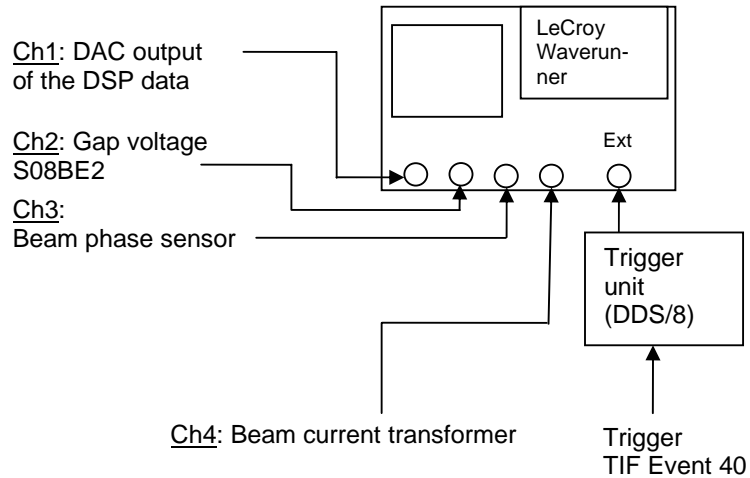 LeCroy
Waverun-
ner
Ch1: DAC output
of the DSP data
Ch2: Gap voltage
S08BE2
Ext
Ch3:
Beam phase sensor
Trigger
unit
(DDS/8)
Ch4: Beam current transformer
Trigger
TIF Event 40